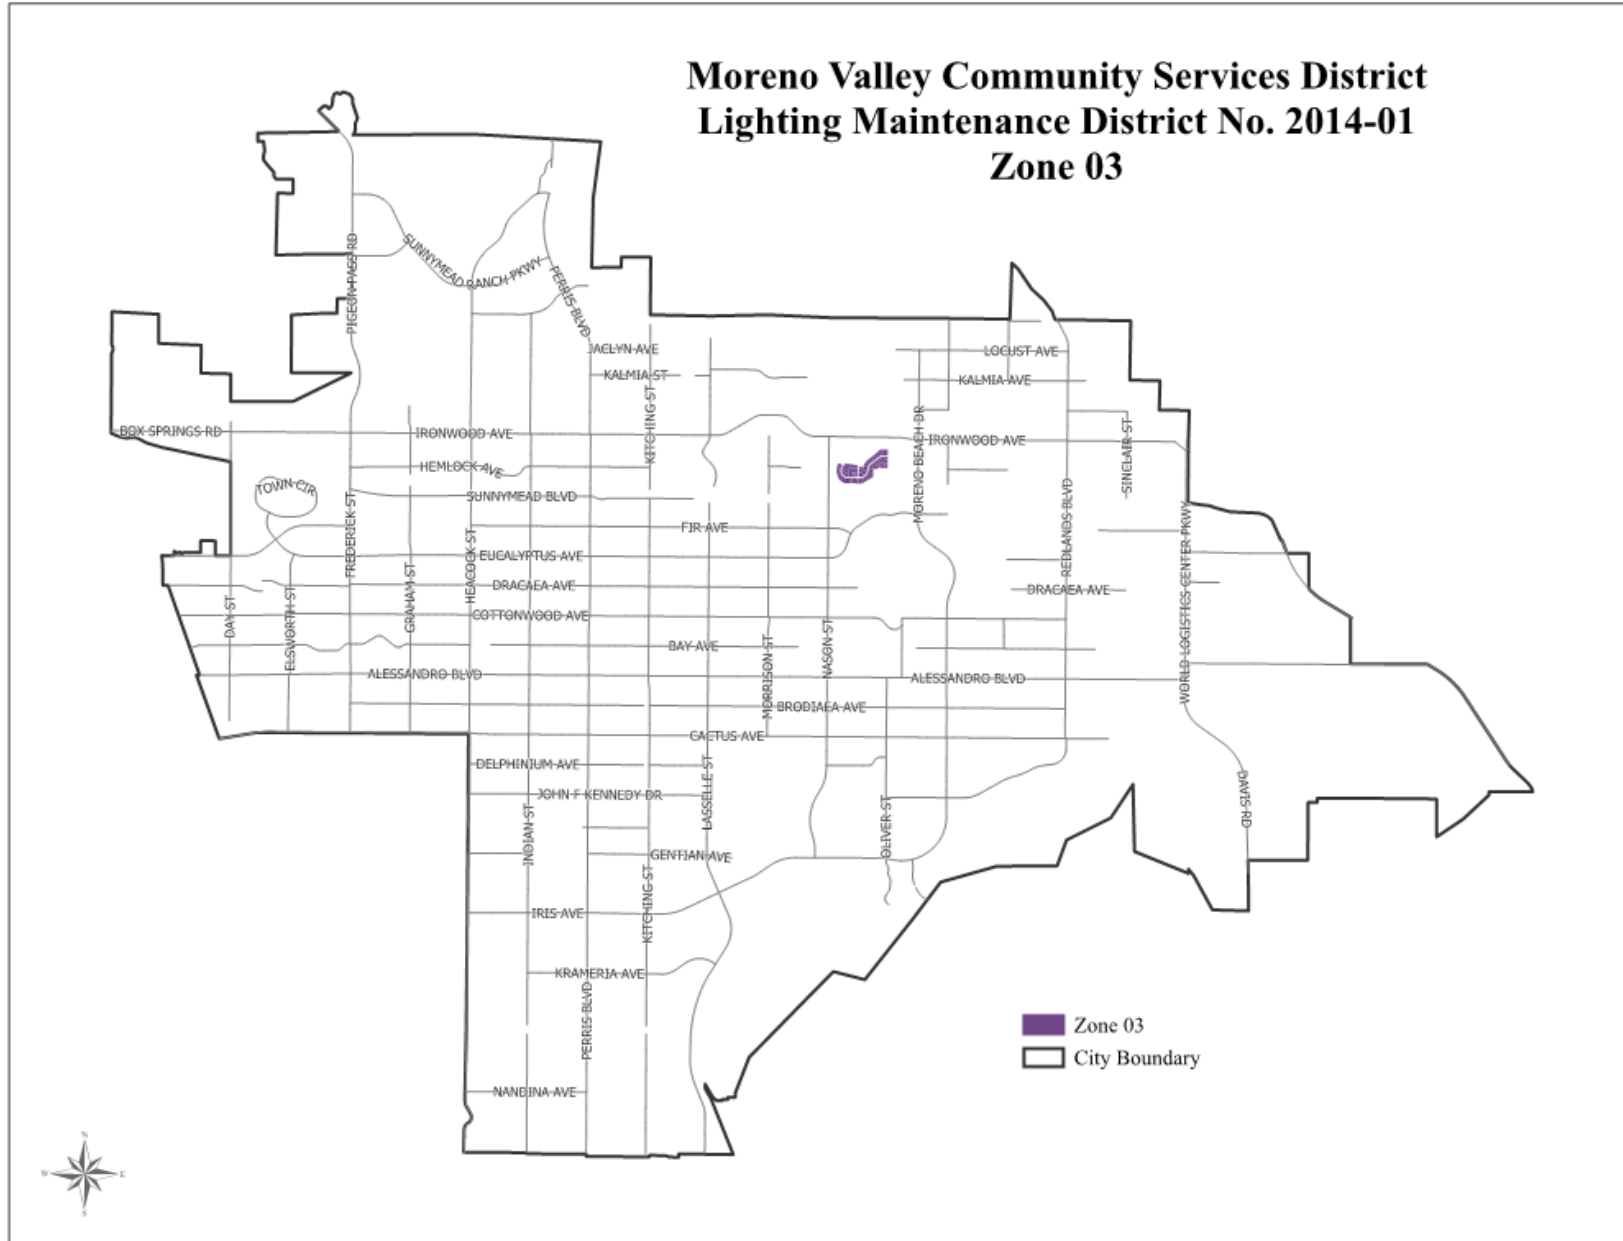 Moreno Valley Community Services District
Lighting Maintenance District No. 2014-01
Zone 03
PIGEON PASS RD
SUNNYMEAD RANCH PKWY
PERRIS BLVD
JACLYN AVE
LOCUST AVE
KALMIA ST
KALMIA AVE
KITCHING ST
MORENO BEACH DR
BOX SPRINGS RD
IRONWOOD AVE
IRONWOOD AVE
SINCLAIR ST
HEMLOCK AVE
TOWN CIR
SUNNYMEAD BLVD
FREDERICK ST
REDLANDS BLVD
FIR AVE
HEACOCK ST
EUCALYPTUS AVE
WORLD LOGISTICS CENTER PKWY
DRACAEA AVE
DRACAEA AVE
GRAHAM ST
DAY ST
ELSWORTH ST
COTTONWOOD AVE
BAY AVE
MORRISON ST
NASON ST
ALESSANDRO BLVD
ALESSANDRO BLVD
BRODIAEA AVE
CACTUS AVE
DELPHINIUM AVE
LASSELLE ST
DAVIS RD
JOHN F KENNEDY DR
INDIAN ST
OLIVER ST
GENTIAN AVE
KITCHING ST
IRIS AVE
KRAMERIA AVE
PERRIS BLVD
NANDINA AVE
Zone 03
City Boundary
N
W E
S